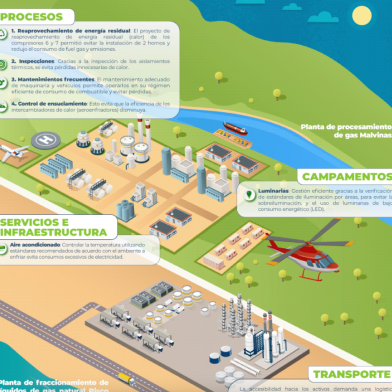 PROCESOS
1. Reaprovechamiento de energía residual: El proyecto de
reaprovechamiento de energía residual (calor) de los
compresores 6 y 7 permitió evitar la instalación de 2 hornos y
redujo el consumo de fuel gas y emisiones.
2. Inspecciones: Gracias a la inspección de los aislamientos
térmicos, se evita pérdidas innecesarias de calor.
3. Mantenimientos frecuentes: El mantenimiento adecuado
de maquinaria y vehículos permite operarlos en su régimen
eficiente de consumo de combustible y evitar pérdidas.
4. Control de ensuciamiento: Esto evita que la eficiencia de los
intercambiadores de calor (aeroenfriadores) disminuya.
Planta de procesamiento
de gas Malvinas
CAMPAMENTOS
Luminarias: Gestión eficiente gracias a la verificación
de estándares de iluminación por áreas, para evitar la
sobreiluminación; y el uso de luminarias de bajo
consumo energético (LED).
SERVICIOS E
INFRAESTRUCTURA
Aire acondicionado: Controlar la temperatura utilizando
estándares recomendados de acuerdo con el ambiente a
enfriar evita consumos excesivos de electricidad.
Planta de fraccionamiento de
líquidos de gas natural Pisco
TRANSPORTE
La accesibilidad hacia los activos demanda una logística